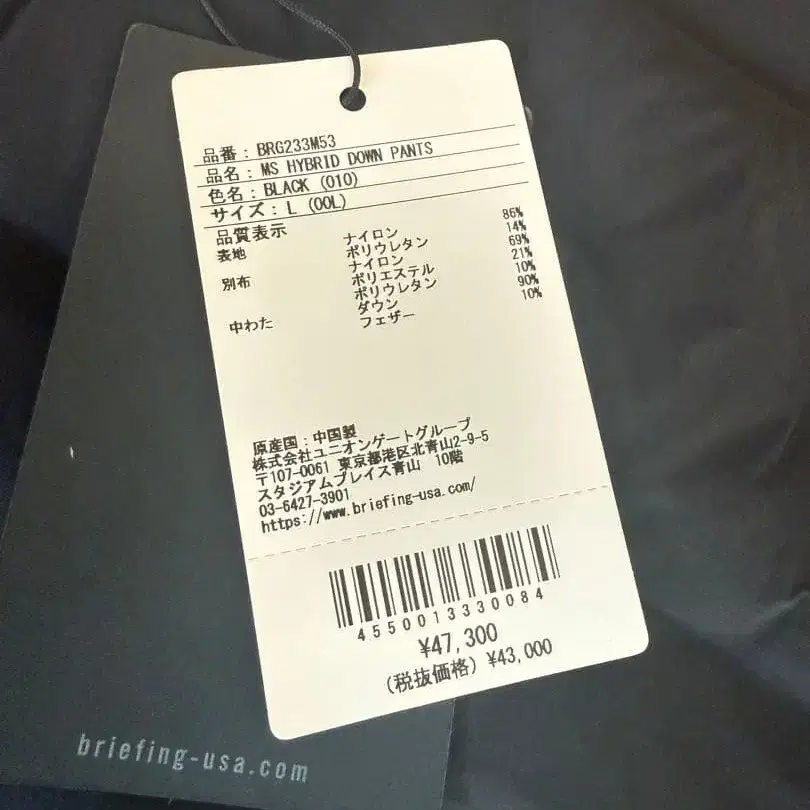 品番：BRG233M53
品名：MS HYBRID DOWN PANTS
色名：BLACK (010)
サイズ：L (00L)
品質表示
表地 ナイロン 86%
ポリウレタン 14%
別布 ナイロン 69%
ポリエステル 21%
ポリウレタン 10%
中わた ダウン 90%
フェザー 10%
原産国：中国製
株式会社ユニオンゲートグループ
〒107-0061 東京都港区北青山2-9-5
スタジアムプレイス青山 10階
03-6427-3901
https://www.briefing-usa.com/
4550013330084
¥47,300
(税抜価格) ¥43,000
briefing-usa.com